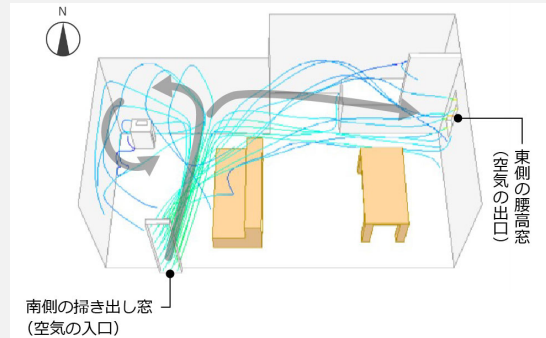 N
東側の腰高窓
（空気の出口）
南側の掃き出し窓
（空気の入口）